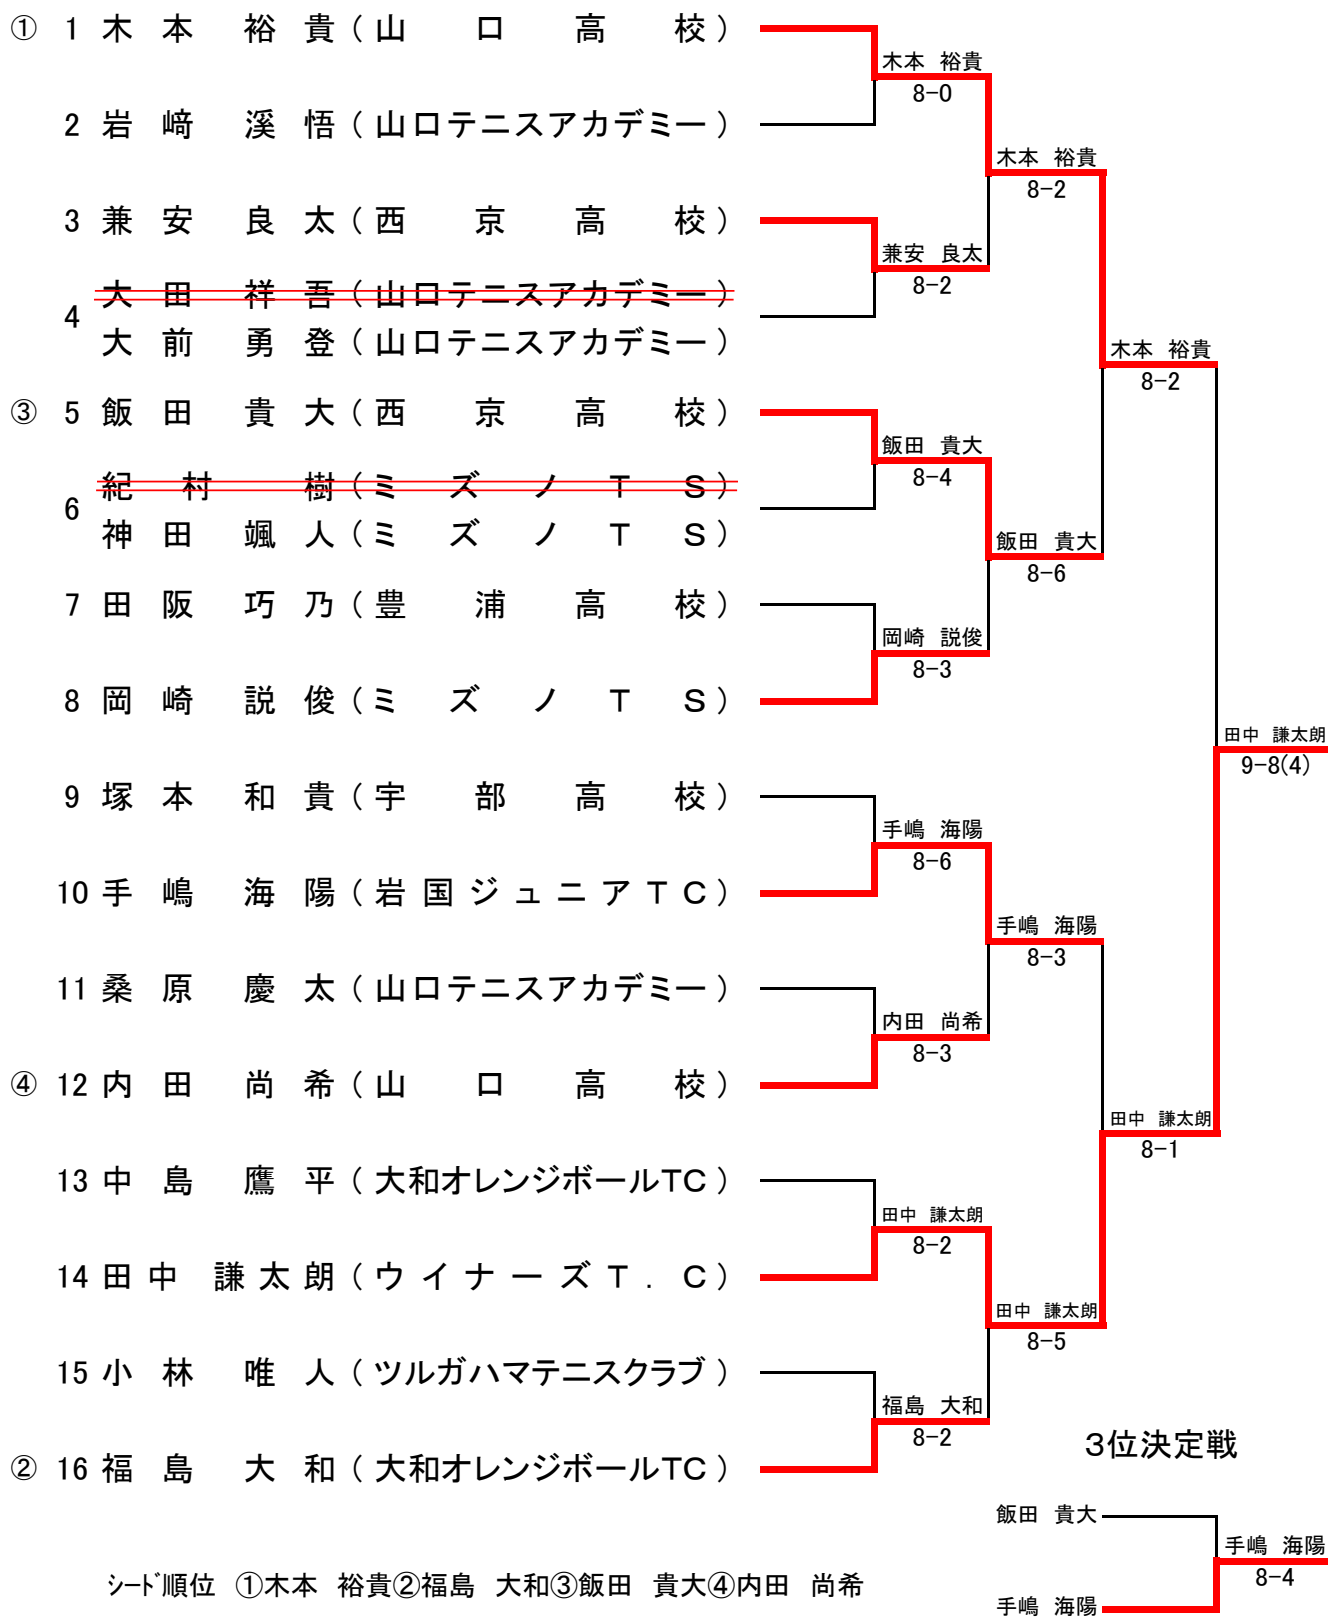 ① 1 木本 裕貴(山口高校)
木本 裕貴
8-0
2 岩﨑 溪悟(山口テニスアカデミー)
木本 裕貴
8-2
3 兼安 良太(西京高校)
兼安 良太
8-2
大田 祥吾(山口テニスアカデミー)
4
大前 勇登(山口テニスアカデミー)
木本 裕貴
8-2
③ 5 飯田 貴大(西京高校)
飯田 貴大
8-4
紀村 樹(ミズノTS)
6
神田 颯人(ミズノTS)
飯田 貴大
8-6
7 田阪 巧乃(豊浦高校)
岡崎 説俊
8-3
8 岡崎 説俊(ミズノTS)
田中 謙太朗
9-8(4)
9 塚本 和貴(宇部高校)
手嶋 海陽
8-6
10 手嶋 海陽(岩国ジュニアTC)
手嶋 海陽
8-3
11 桑原 慶太(山口テニスアカデミー)
内田 尚希
8-3
④ 12 内田 尚希(山口高校)
田中 謙太朗
8-1
13 中島 鷹平(大和オレンジボールTC)
田中 謙太朗
8-2
14 田中 謙太朗(ウイナーズT.C)
田中 謙太朗
8-5
15 小林 唯人(ツルガハマテニスクラブ)
福島 大和
8-2
② 16 福島 大和(大和オレンジボールTC)
3位決定戦
飯田 貴大
手嶋 海陽
8-4
手嶋 海陽
シード順位 ①木本 裕貴②福島 大和③飯田 貴大④内田 尚希